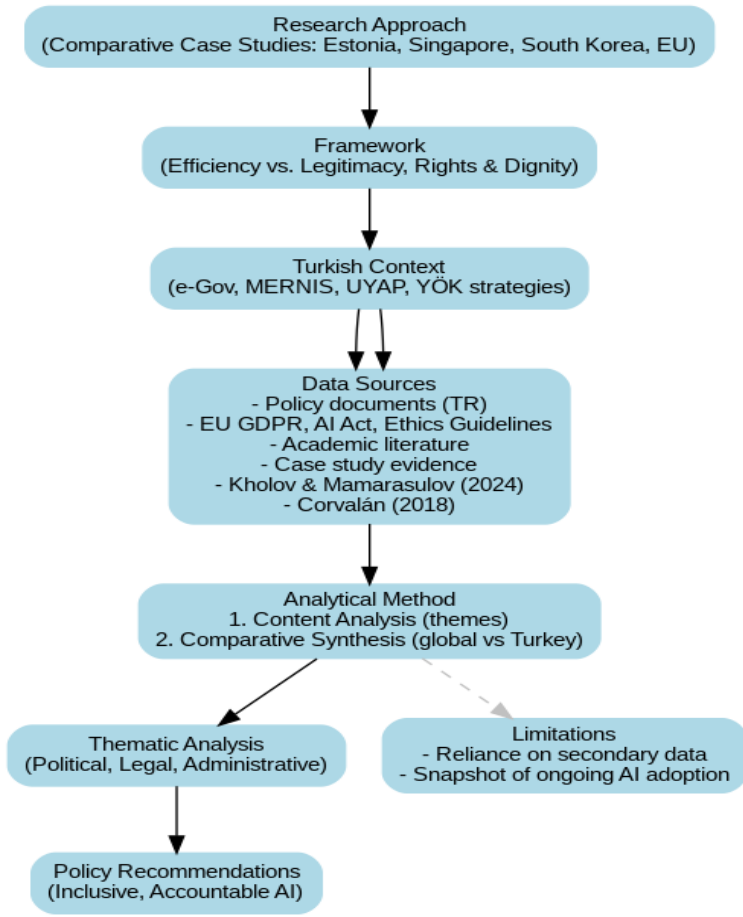 Research Approach
(Comparative Case Studies: Estonia, Singapore, South Korea, EU)
Framework
(Efficiency vs. Legitimacy, Rights & Dignity)
Turkish Context
(e-Gov, MERNIS, UYAP, YÖK strategies)
Data Sources
- Policy documents (TR)
- EU GDPR, AI Act, Ethics Guidelines
- Academic literature
- Case study evidence
- Kholov & Mamarasulov (2024)
- Corvalán (2018)
Analytical Method
1. Content Analysis (themes)
2. Comparative Synthesis (global vs Turkey)
Thematic Analysis
(Political, Legal, Administrative)
Limitations
- Reliance on secondary data
- Snapshot of ongoing AI adoption
Policy Recommendations
(Inclusive, Accountable AI)